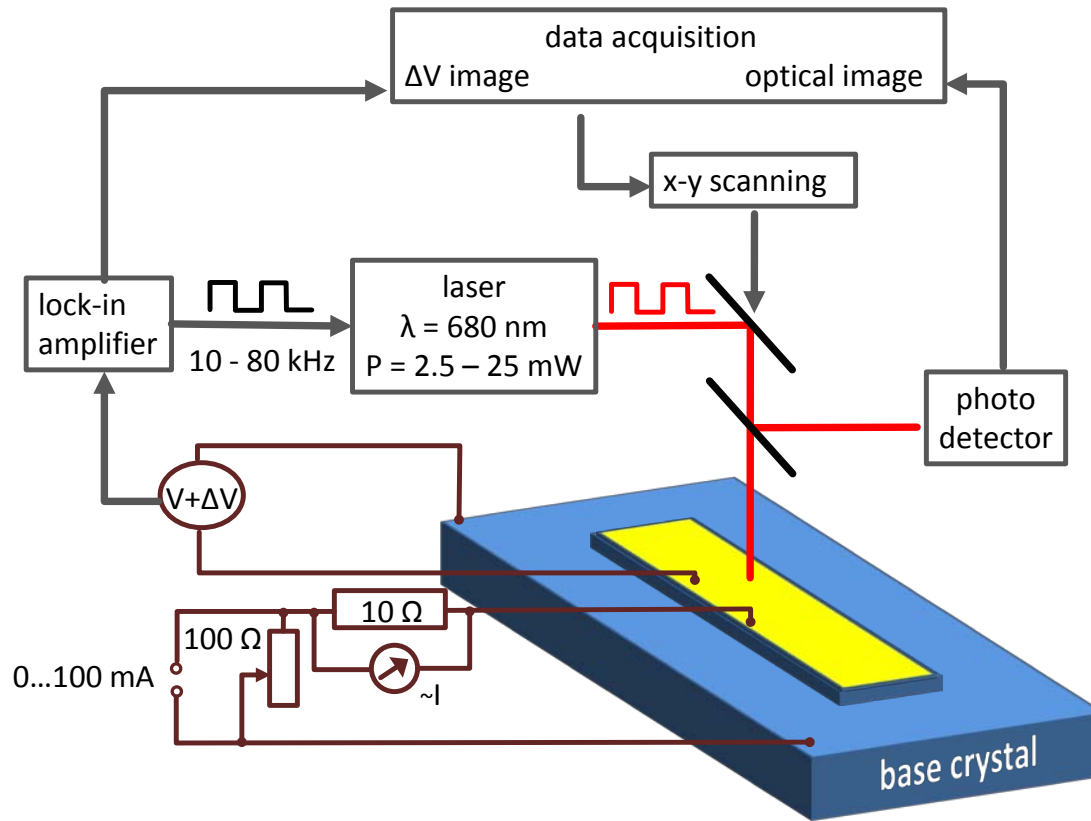 data acquisition
ΔV image
optical image
x-y scanning
lock-in
amplifier
10 - 80 kHz
laser
λ = 680 nm
P = 2.5 – 25 mW
photo
detector
V+ΔV
10 Ω
100 Ω
0...100 mA
~I
base crystal